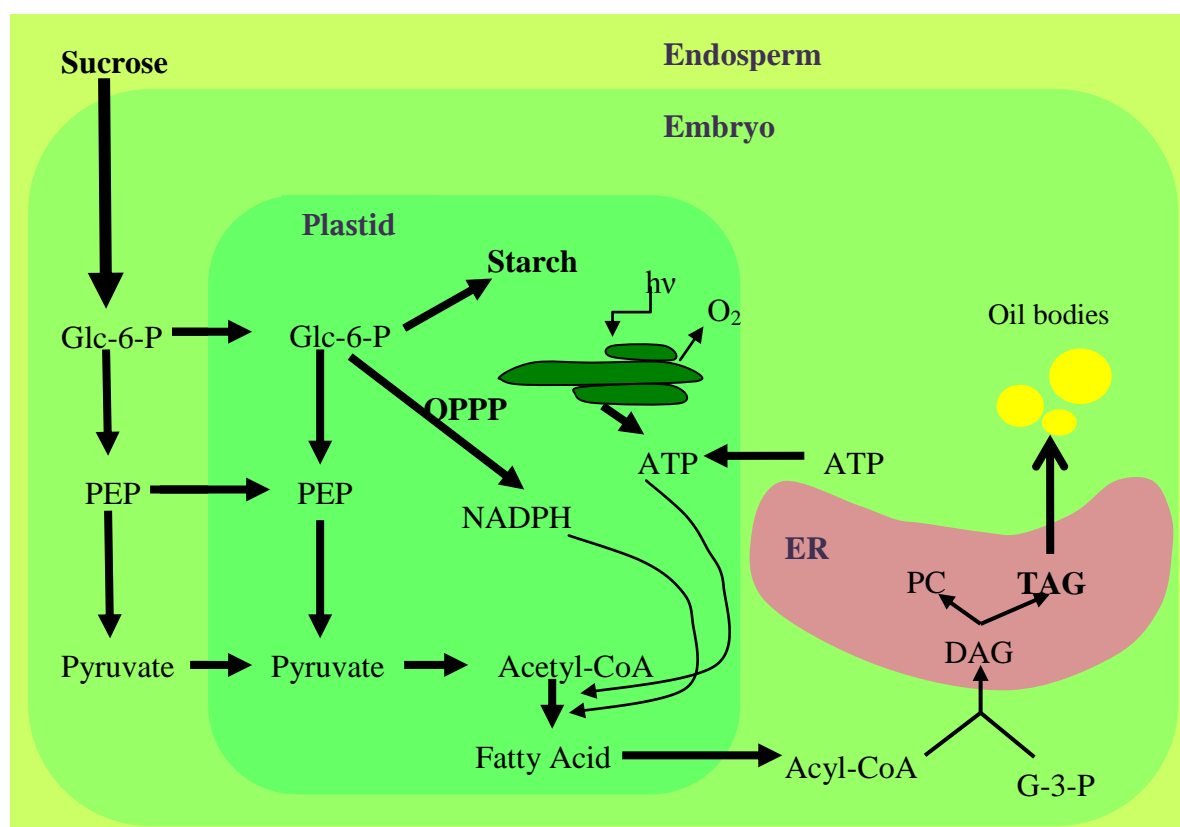 Sucrose
Endosperm
Embryo
Plastid
Starch
hν
O2
Oil bodies
Glc-6-P
Glc-6-P
OPPP
ATP
ATP
PEP
PEP
NADPH
ER
PC
TAG
DAG
Pyruvate
Pyruvate
Acetyl-CoA
Fatty Acid
Acyl-CoA
G-3-P